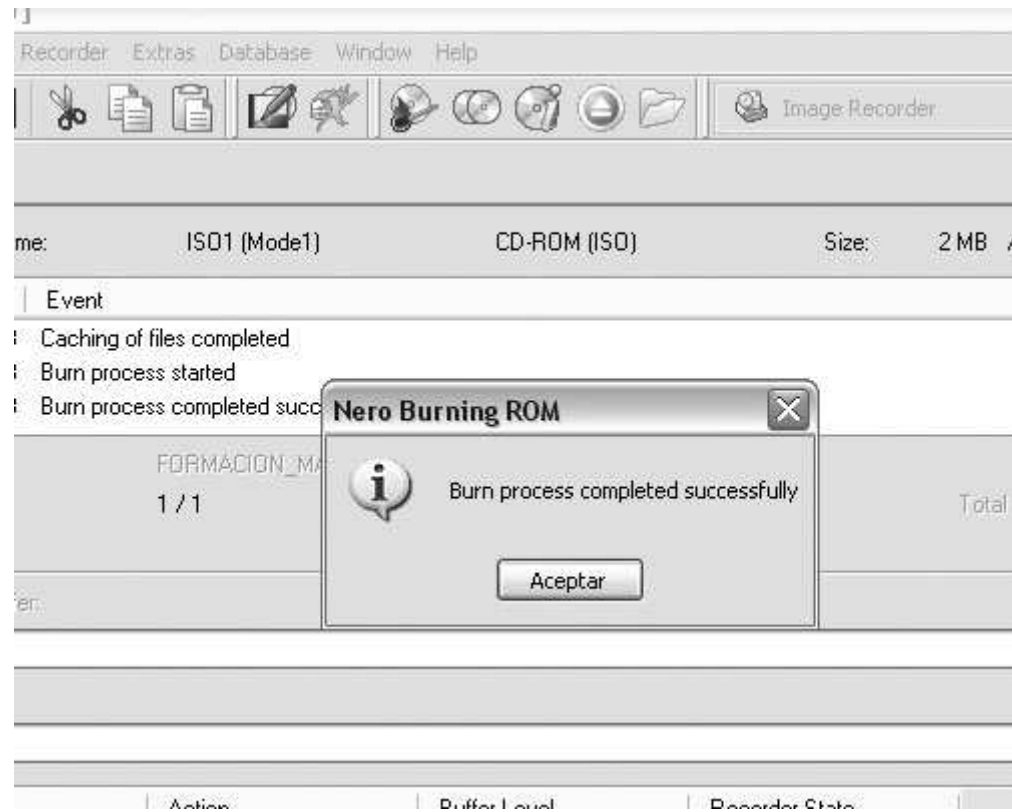 Recorder Extras Database Window Help
Image Recorder
ISO1 (Mode1) CD-ROM (ISO) Size: 2 MB
Event
Caching of files completed
Burn process started
Burn process completed succ
Nero Burning ROM
Burn process completed successfully
Aceptar
FORMACION_MA
1 / 1
Total
Action Buffer Level Recorder State